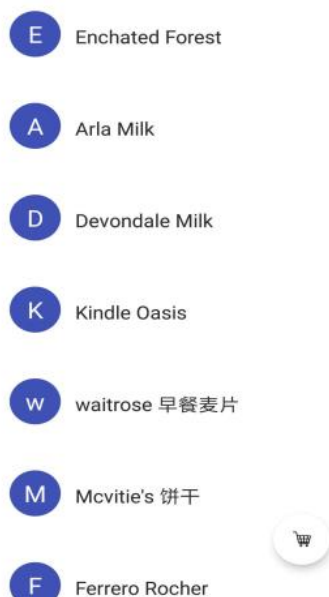 E Enchated Forest
A Arla Milk
D Devondale Milk
K Kindle Oasis
w waitrose 早餐麦片
M Mcvitie's 饼干
F Ferrero Rocher